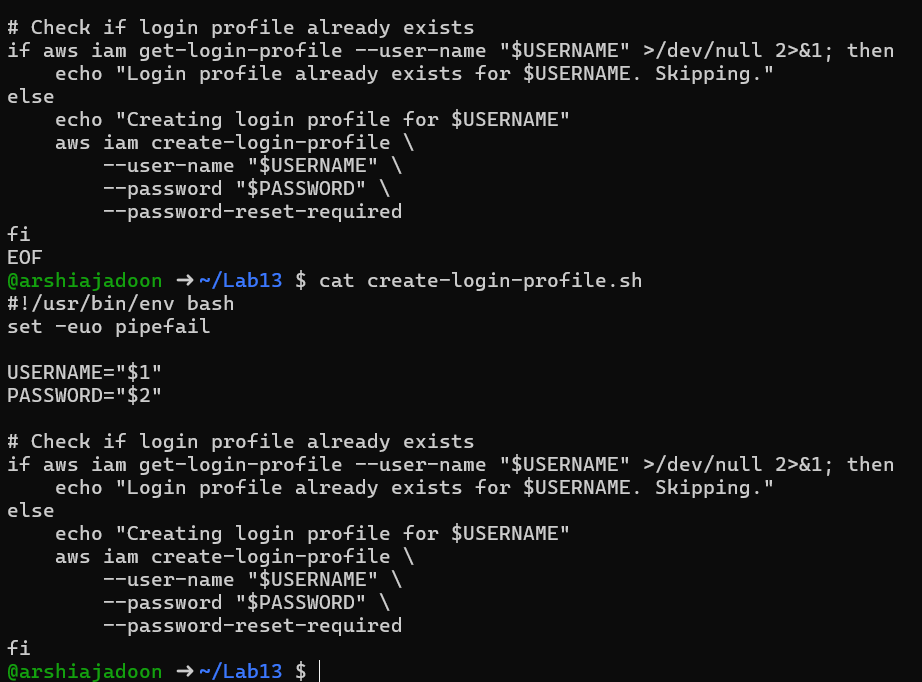 # Check if login profile already exists
if aws iam get-login-profile --user-name "$USERNAME" >/dev/null 2>&1; then
    echo "Login profile already exists for $USERNAME. Skipping."
else
    echo "Creating login profile for $USERNAME"
    aws iam create-login-profile \
        --user-name "$USERNAME" \
        --password "$PASSWORD" \
        --password-reset-required
fi
EOF
@arshiajadoon ➜ ~/Lab13 $ cat create-login-profile.sh
#!/usr/bin/env bash
set -euo pipefail

USERNAME="$1"
PASSWORD="$2"

# Check if login profile already exists
if aws iam get-login-profile --user-name "$USERNAME" >/dev/null 2>&1; then
    echo "Login profile already exists for $USERNAME. Skipping."
else
    echo "Creating login profile for $USERNAME"
    aws iam create-login-profile \
        --user-name "$USERNAME" \
        --password "$PASSWORD" \
        --password-reset-required
fi
@arshiajadoon ➜ ~/Lab13 $